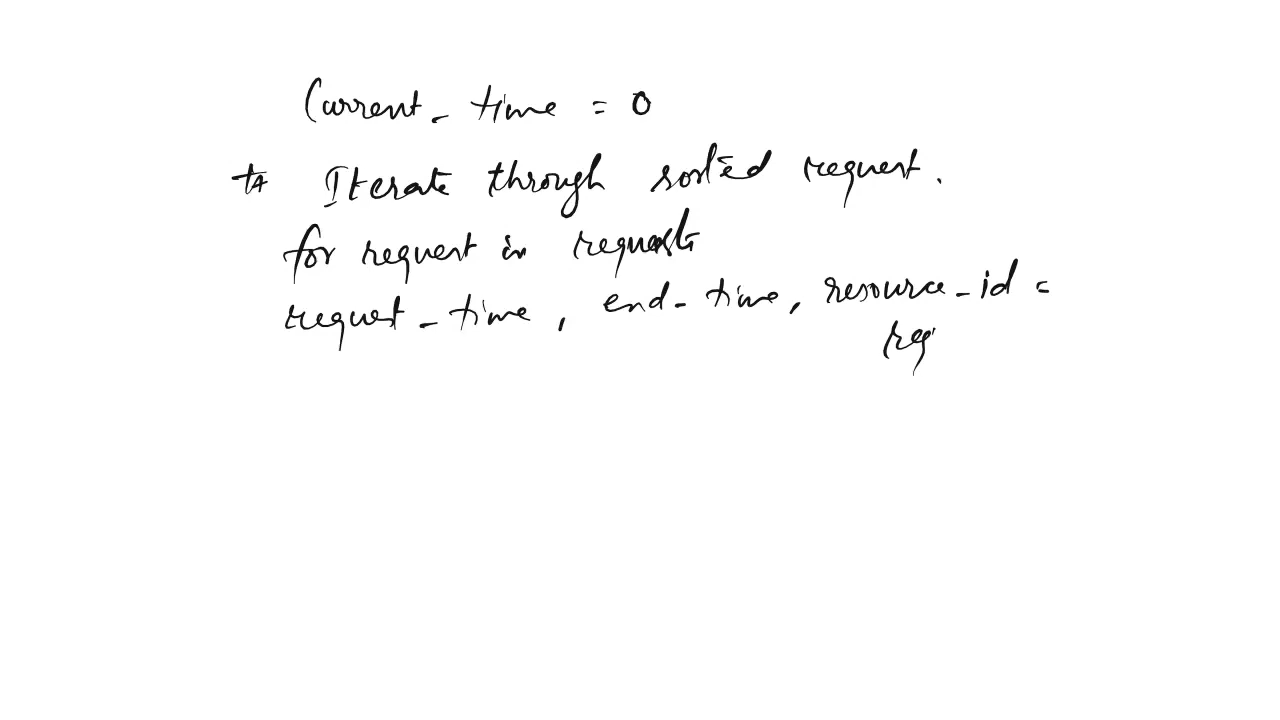 Current_time = 0
Iterate through sorted request.
for request in requests
request_time, end_time, resource_id =
req